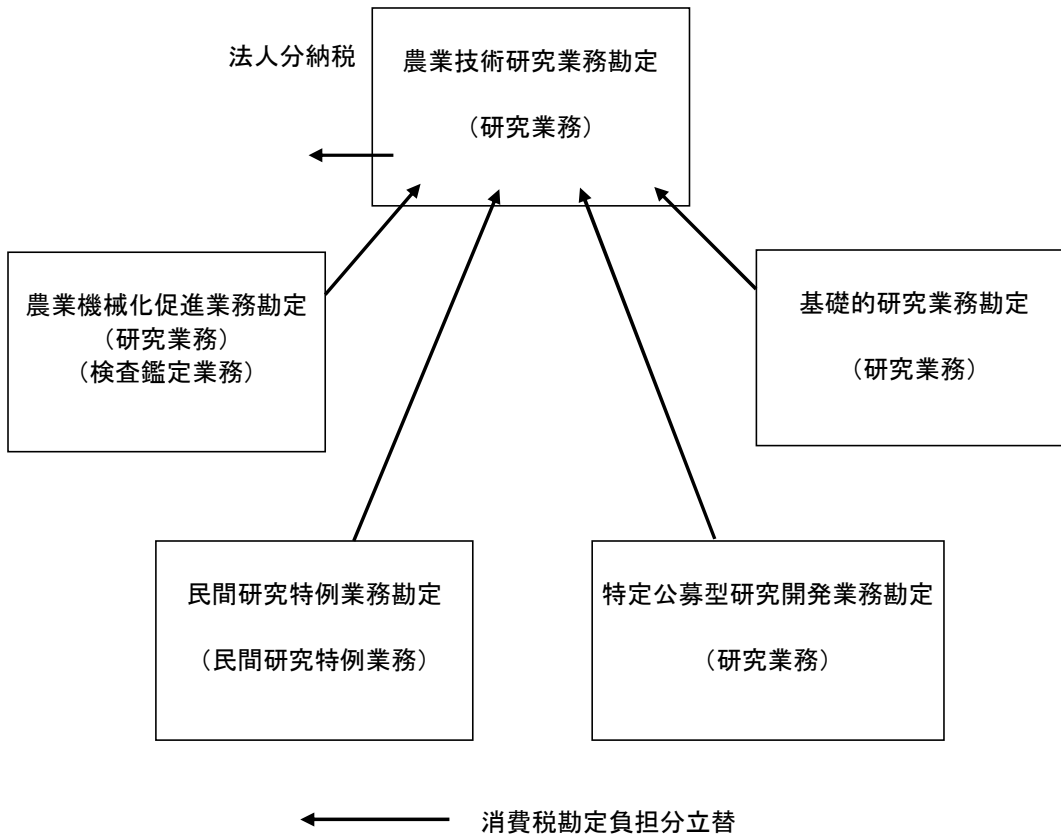 法人分納税
農業技術研究業務勘定
（研究業務）
農業機械化促進業務勘定
（研究業務）
（検査鑑定業務）
基礎的研究業務勘定
（研究業務）
民間研究特例業務勘定
（民間研究特例業務）
特定公募型研究開発業務勘定
（研究業務）
消費税勘定負担分立替